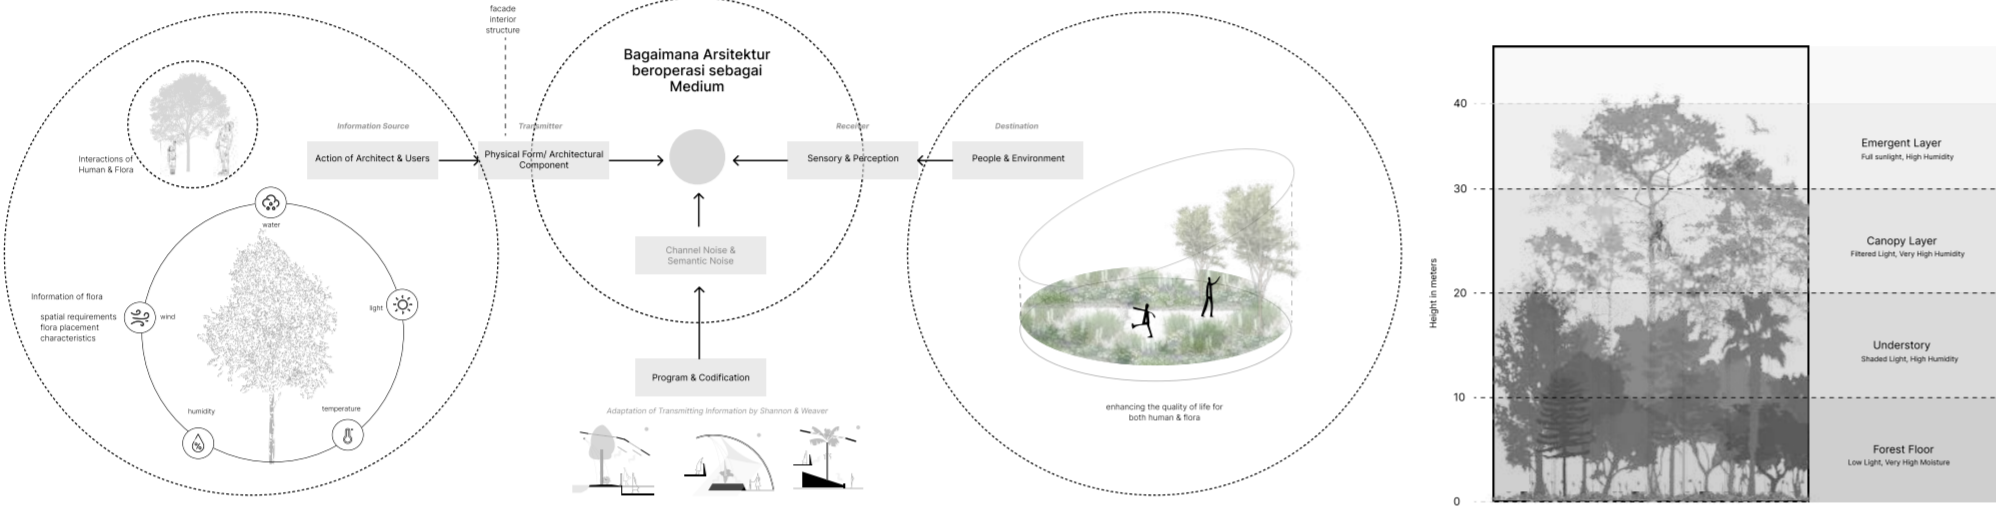 facade
interior
structure
Bagaimana Arsitektur
beroperasi sebagai
Medium
Information Source
Transmitter
Receiver
Destination
Action of Architect & Users
Physical Form/ Architectural
Component
Sensory & Perception
People & Environment
Interactions of
Human & Flora
water
Information of flora
spatial requirements
flora placement
characteristics
wind
light
humidity
temperature
Channel Noise &
Semantic Noise
Program & Codification
Adaptation of Transmitting Information by Shannon & Weaver
enhancing the quality of life for
both human & flora
Height in meters
40
30
20
10
0
Emergent Layer
Full sunlight, High Humidity
Canopy Layer
Filtered Light, Very High Humidity
Understory
Shaded Light, High Humidity
Forest Floor
Low Light, Very High Moisture